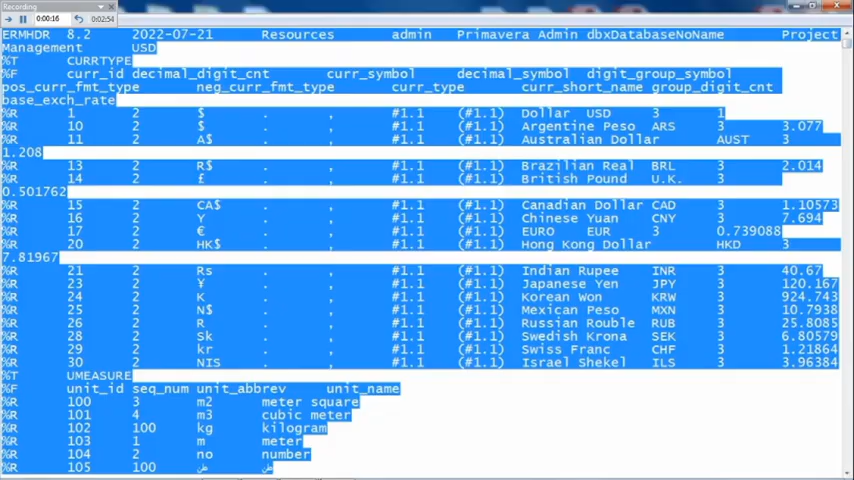 Recording
0:00:16 0:02:54
ERMHDR 8.2 2022-07-21 Resources admin Primavera Admin dbxDatabaseNoName Project
Management USD
%T CURRTYPE
%F curr_id decimal_digit_cnt curr_symbol decimal_symbol digit_group_symbol
pos_curr_fmt_type neg_curr_fmt_type curr_type curr_short_name group_digit_cnt
base_exch_rate
%R 1 2 $ . , #1.1 (#1.1) Dollar USD 3 1
%R 10 2 $ . , #1.1 (#1.1) Argentine Peso ARS 3 3.077
%R 11 2 A$ . , #1.1 (#1.1) Australian Dollar AUST 3
1.208
%R 13 2 R$ . , #1.1 (#1.1) Brazilian Real BRL 3 2.014
%R 14 2 £ . , #1.1 (#1.1) British Pound U.K. 3
0.501762
%R 15 2 CA$ . , #1.1 (#1.1) Canadian Dollar CAD 3 1.10573
%R 16 2 Y . , #1.1 (#1.1) Chinese Yuan CNY 3 7.694
%R 17 2 € . , #1.1 (#1.1) EURO EUR 3 0.739088
%R 20 2 HK$ . , #1.1 (#1.1) Hong Kong Dollar HKD 3
7.81967
%R 21 2 Rs . , #1.1 (#1.1) Indian Rupee INR 3 40.67
%R 23 2 ¥ . , #1.1 (#1.1) Japanese Yen JPY 3 120.167
%R 24 2 K . , #1.1 (#1.1) Korean Won KRW 3 924.743
%R 25 2 N$ . , #1.1 (#1.1) Mexican Peso MXN 3 10.7938
%R 26 2 R . , #1.1 (#1.1) Russian Rouble RUB 3 25.8085
%R 28 2 Sk . , #1.1 (#1.1) Swedish Krona SEK 3 6.80579
%R 29 2 kr . , #1.1 (#1.1) Swiss Franc CHF 3 1.21864
%R 30 2 NIS . , #1.1 (#1.1) Israel Shekel ILS 3 3.96384
%T UMEASURE
%F unit_id seq_num unit_abbrev unit_name
%R 100 3 m2 meter square
%R 101 4 m3 cubic meter
%R 102 100 kg kilogram
%R 103 1 m meter
%R 104 2 no number
%R 105 100 طن طن